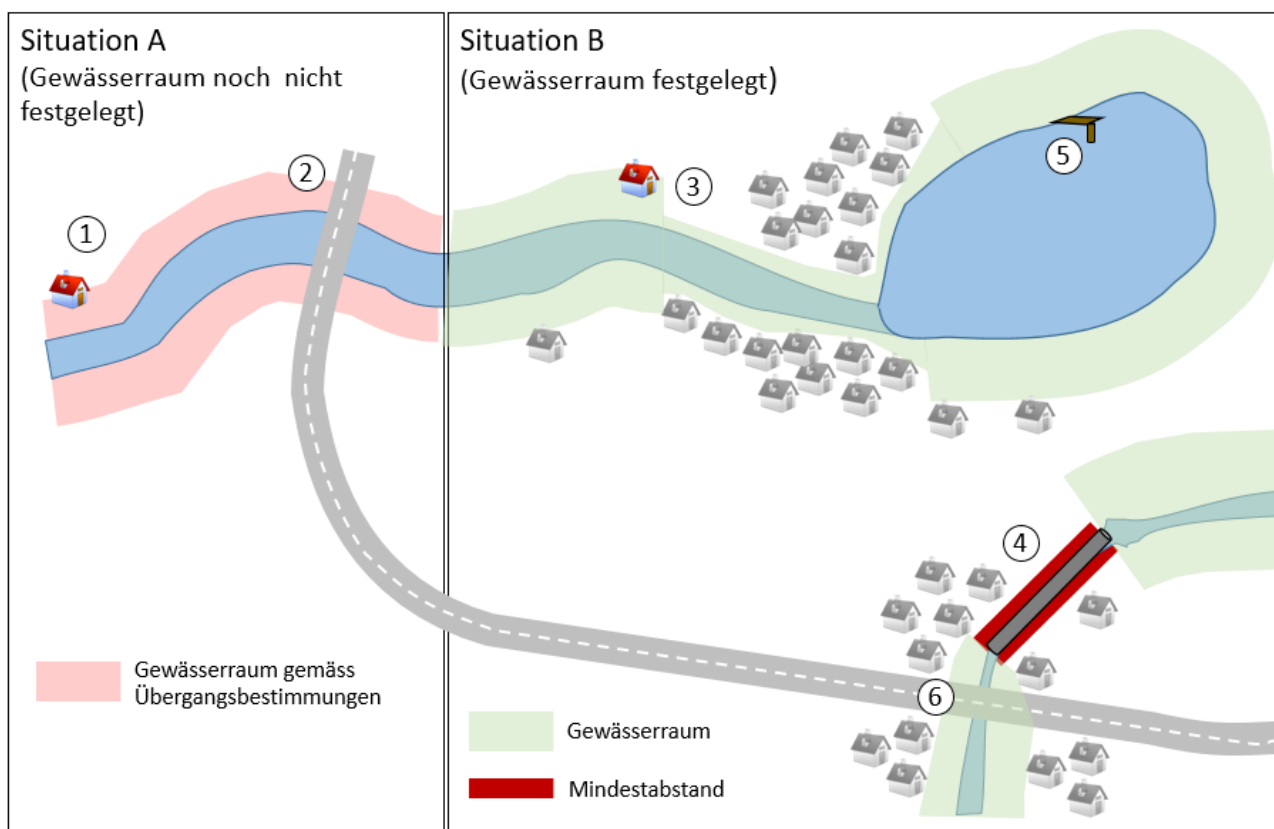 Situation A
(Gewässerraum noch nicht
festgelegt)
Situation B
(Gewässerraum festgelegt)
1
2
3
4
5
6
Gewässerraum gemäss
Übergangsbestimmungen
Gewässerraum
Mindestabstand